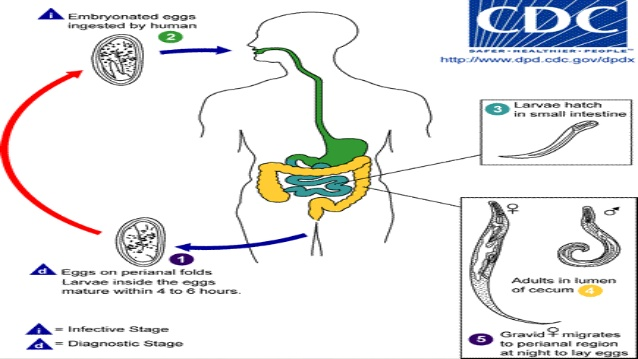 i Embryonated eggs
ingested by human
2
CDC
SAFER • HEALTHIER • PEOPLE™
http://www.dpd.cdc.gov/dpdx
3 Larvae hatch
in small intestine
1
d Eggs on perianal folds
Larvae inside the eggs
mature within 4 to 6 hours.
♀ ♂
Adults in lumen
of cecum 4
5 Gravid ♀ migrates
to perianal region
at night to lay eggs
i = Infective Stage
d = Diagnostic Stage